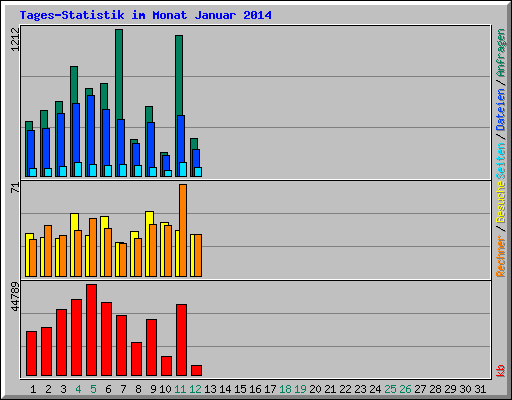 Tages-Statistik im Monat Januar 2014
1212
71
44789
Rechner / Besuche Seiten / Dateien / Anfragen
kb
1 2 3 4 5 6 7 8 9 10 11 12 13 14 15 16 17 18 19 20 21 22 23 24 25 26 27 28 29 30 31